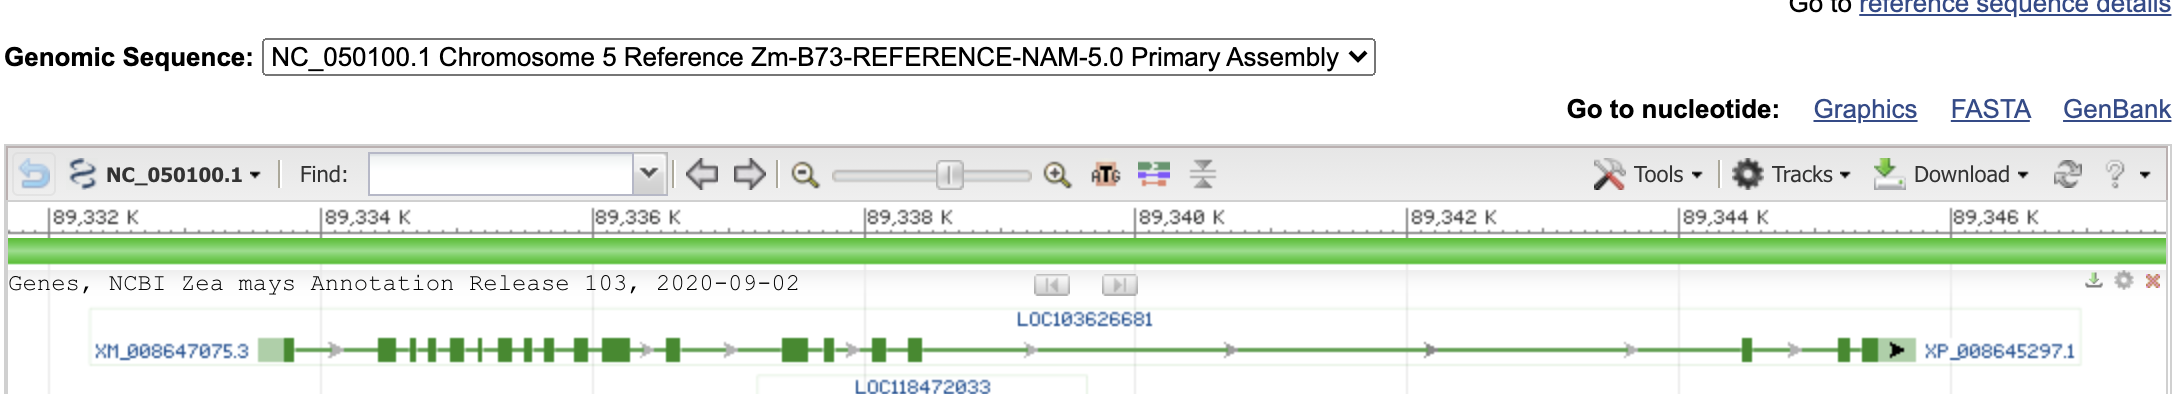 Go to reference sequence details
Genomic Sequence: NC_050100.1 Chromosome 5 Reference Zm-B73-REFERENCE-NAM-5.0 Primary Assembly
Go to nucleotide: Graphics FASTA GenBank
NC_050100.1 Find: ATG Tools Tracks Download ?
89,332 K 89,334 K 89,336 K 89,338 K 89,340 K 89,342 K 89,344 K 89,346 K
Genes, NCBI Zea mays Annotation Release 103, 2020-09-02
LOC103626681
XM_008647075.3 XP_008645297.1
LOC118472033